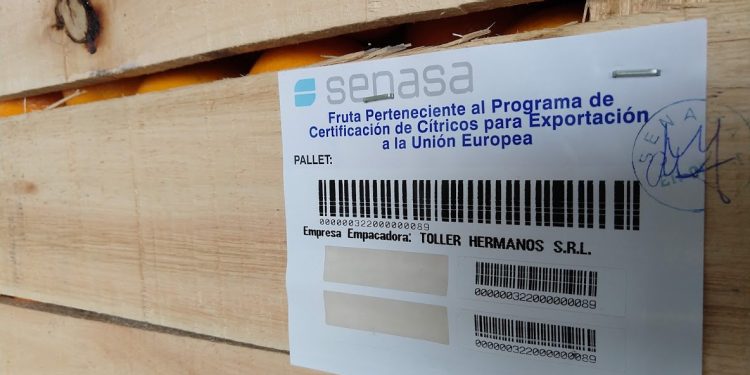 senasa
Fruta Perteneciente al Programa de
Certificación de Cítricos para Exportación
a la Unión Europea
PALLET:
SENA
000000322000000089
Empresa Empacadora: TOLLER HERMANOS S.R.L.
000000322000000089
000000322000000089